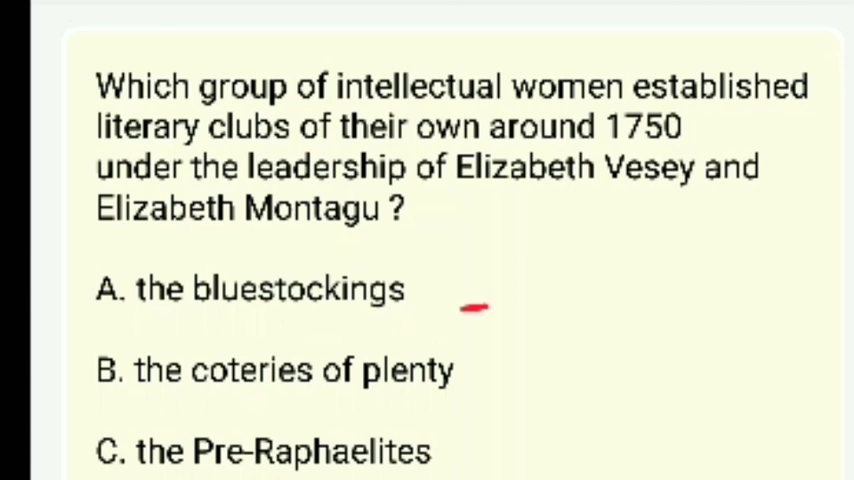 Which group of intellectual women established
literary clubs of their own around 1750
under the leadership of Elizabeth Vesey and
Elizabeth Montagu ?
A. the bluestockings
B. the coteries of plenty
C. the Pre-Raphaelites